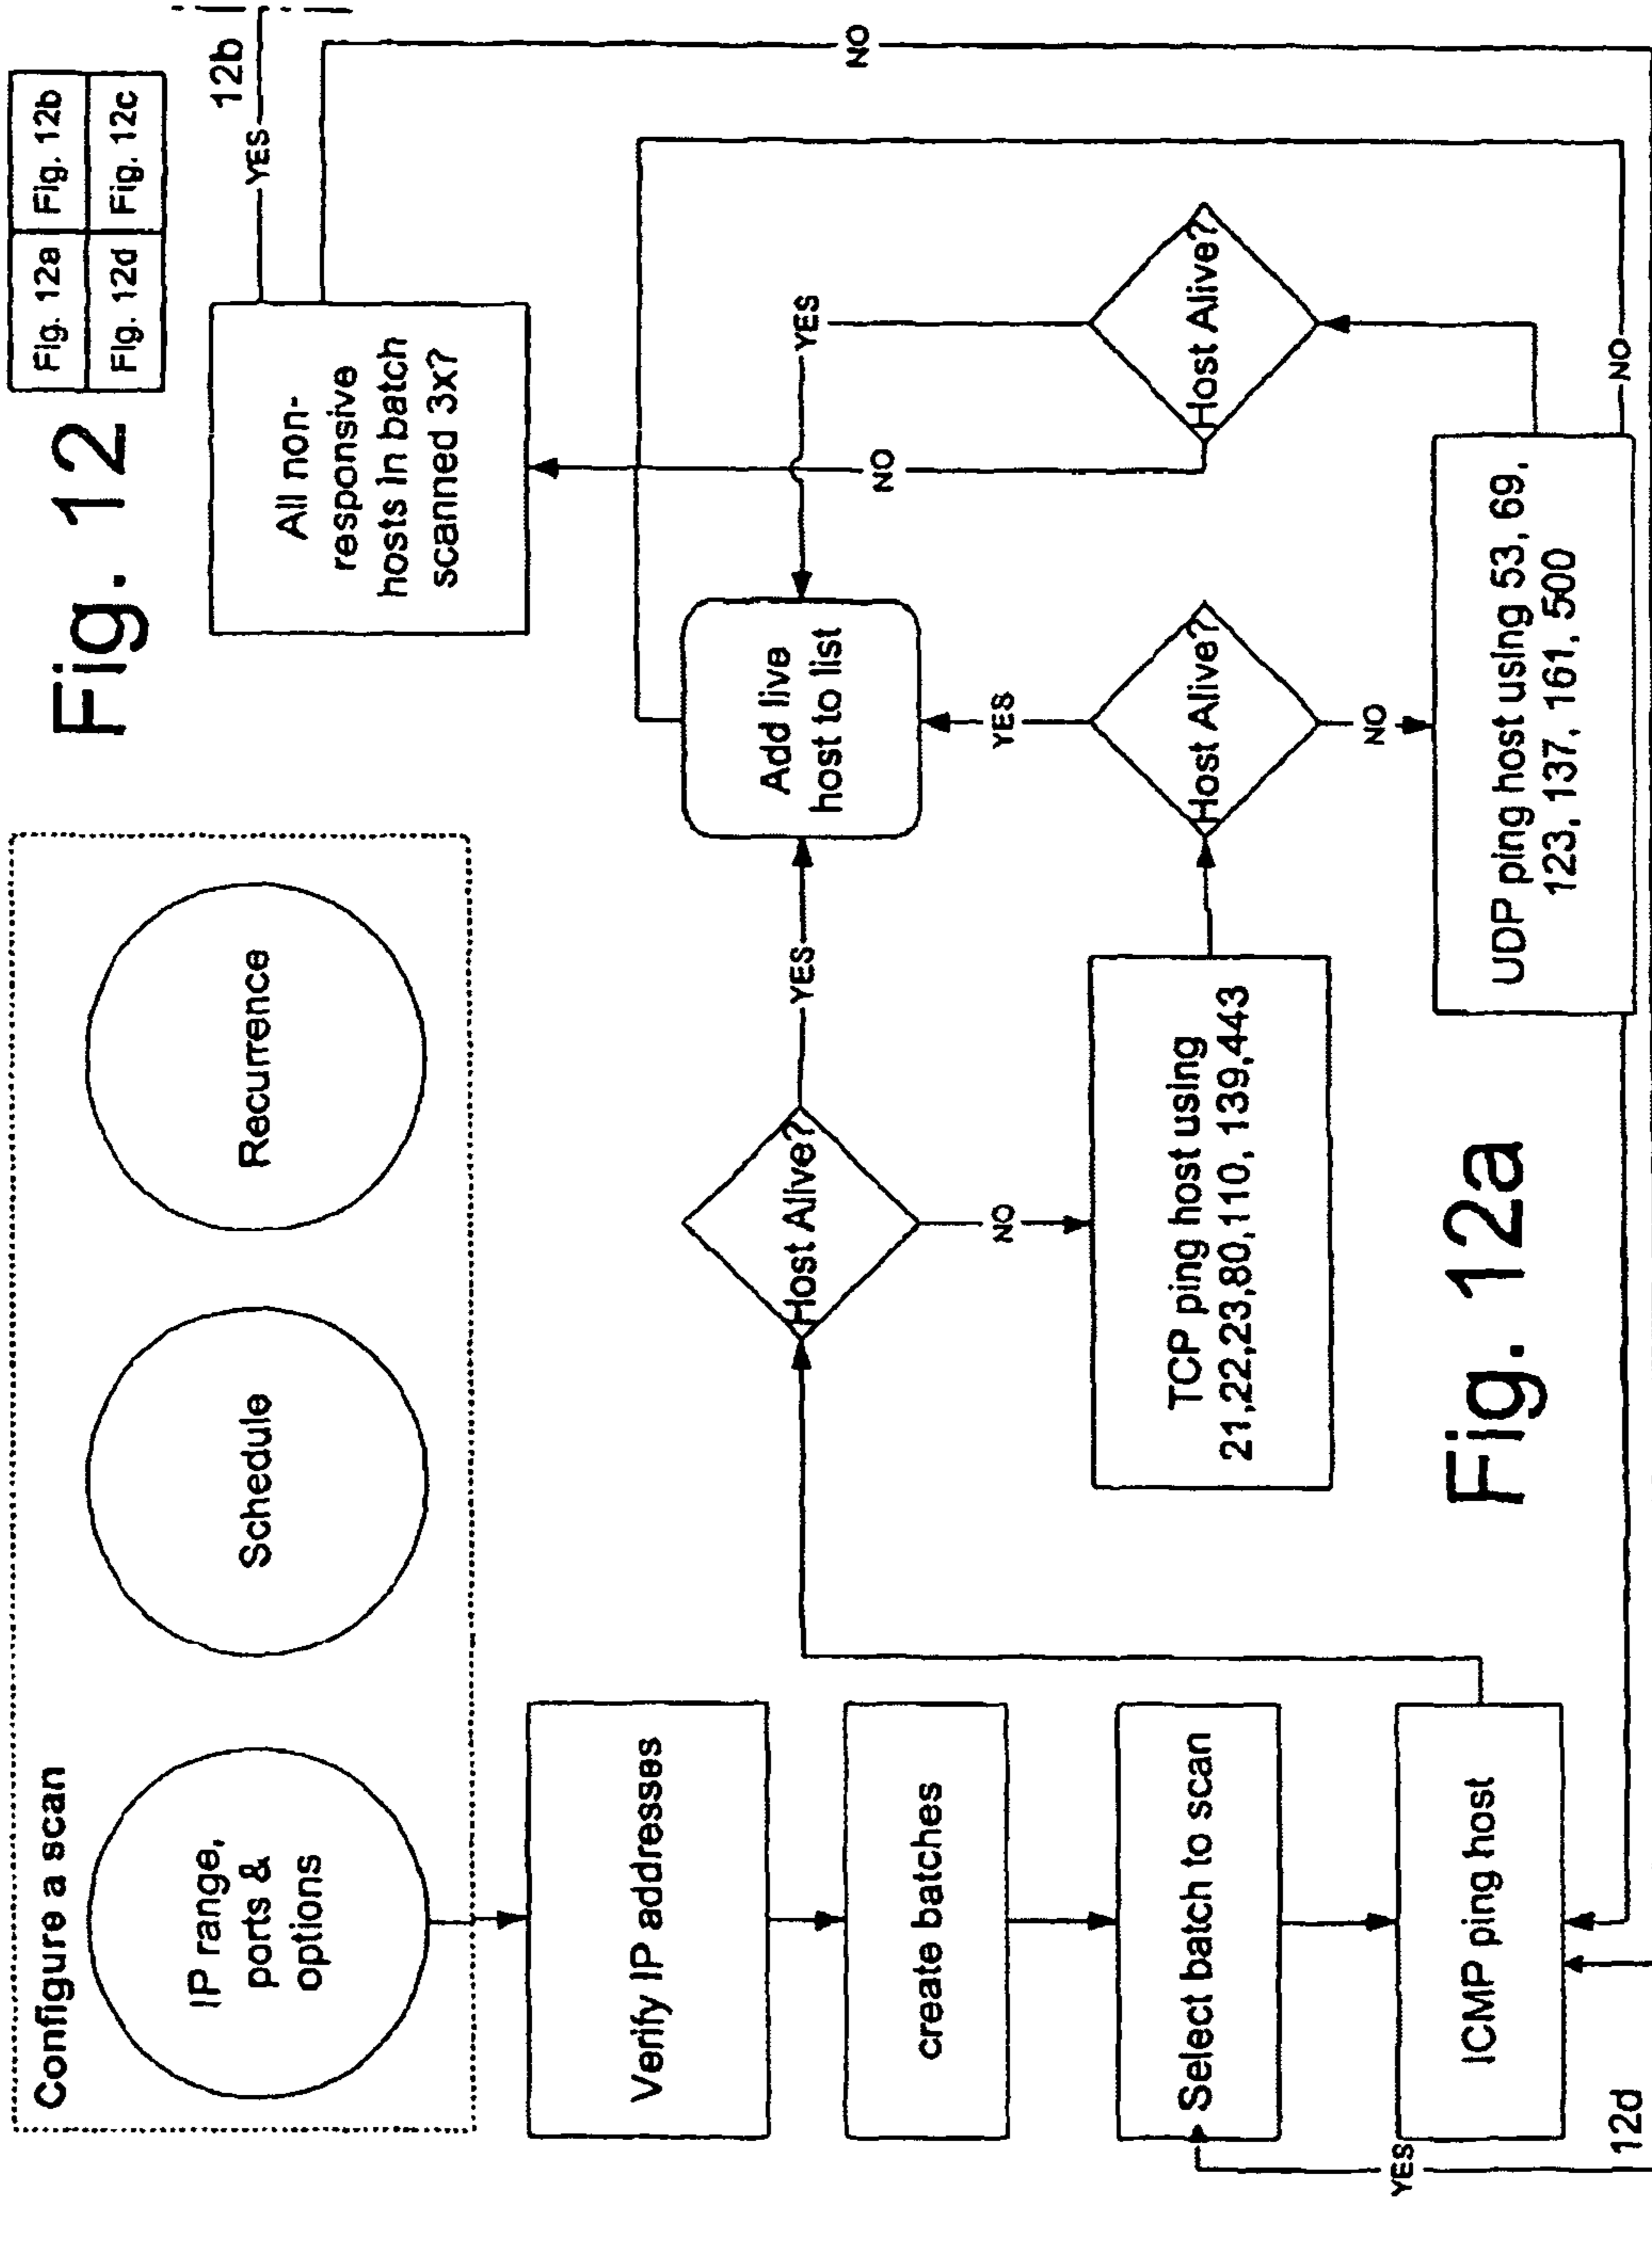 Fig. 12
Fig. 12a
Fig. 12b
Fig. 12d
Fig. 12c
Configure a scan
IP range,
ports &
options
Schedule
Recurrence
12b
YES
NO
All non-
responsive
hosts in batch
scanned 3x?
Verify IP addresses
create batches
Select batch to scan
ICMP ping host
YES
12d
Host Alive?
YES
NO
Add live
host to list
TCP ping host using
21,22,23,80,110, 139,443
Host Alive?
YES
NO
UDP ping host using 53, 69,
123, 137, 161, 500
Host Alive?
YES
NO
NO
Fig. 12a